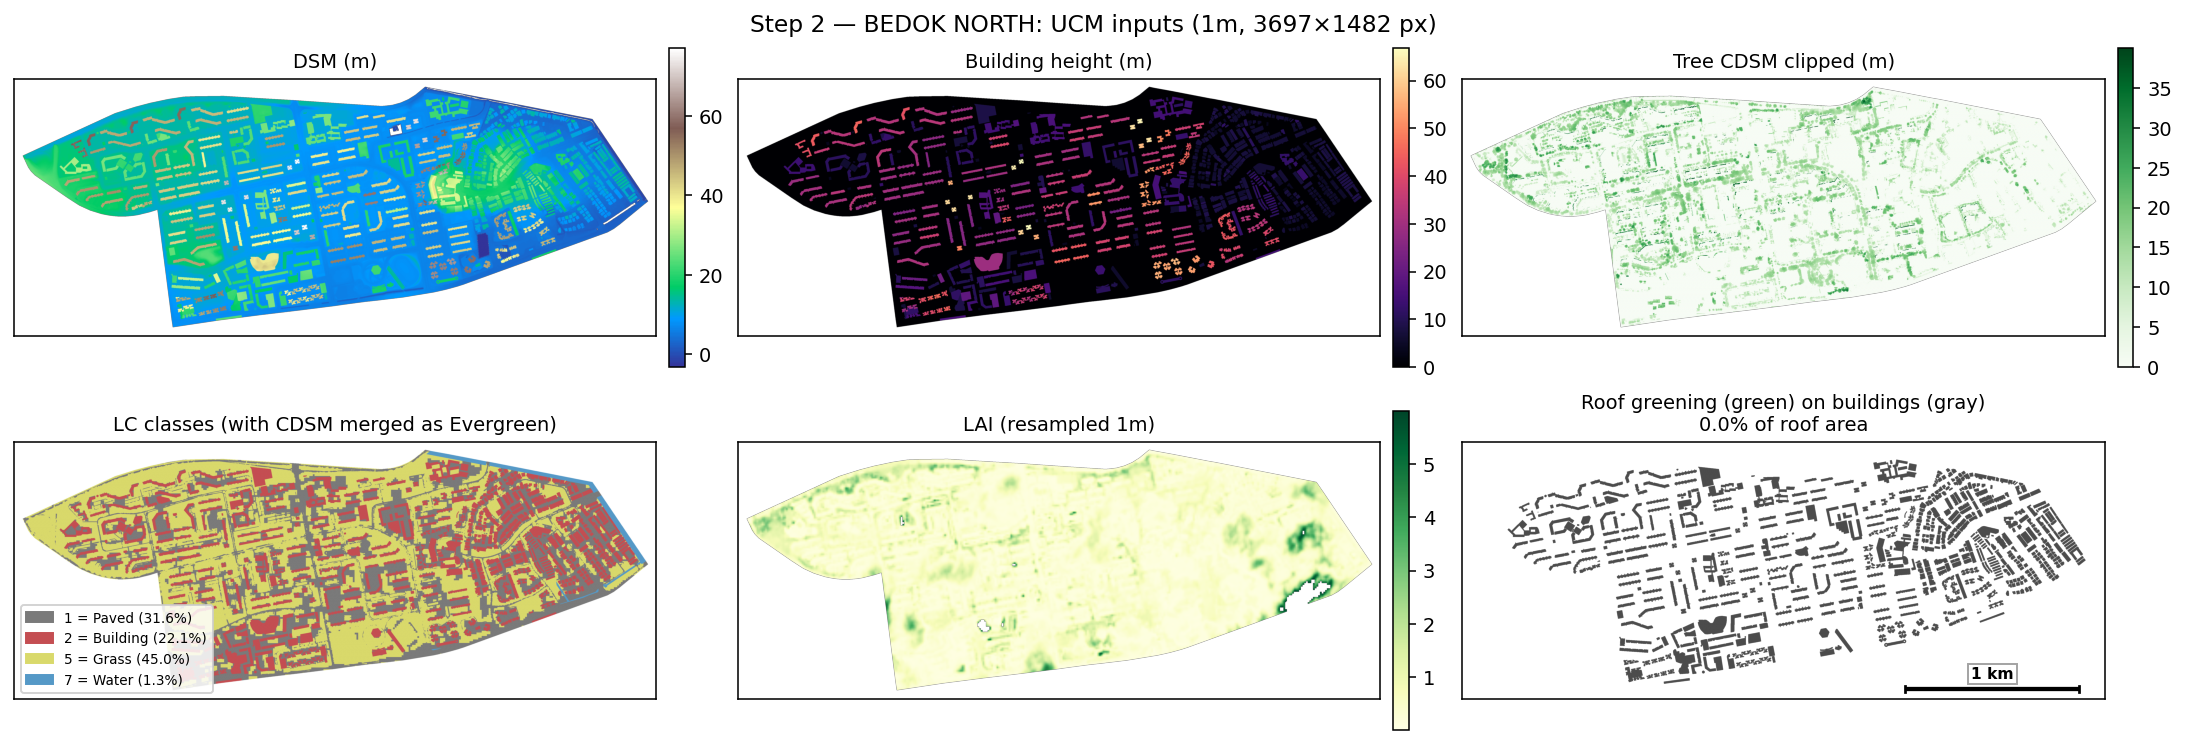 Step 2 — BEDOK NORTH: UCM inputs (1m, 3697×1482 px)
DSM (m)
60
40
20
0
Building height (m)
60
50
40
30
20
10
0
Tree CDSM clipped (m)
35
30
25
20
15
10
5
0
LC classes (with CDSM merged as Evergreen)
1 = Paved (31.6%)
2 = Building (22.1%)
5 = Grass (45.0%)
7 = Water (1.3%)
LAI (resampled 1m)
5
4
3
2
1
Roof greening (green) on buildings (gray)
0.0% of roof area
1 km